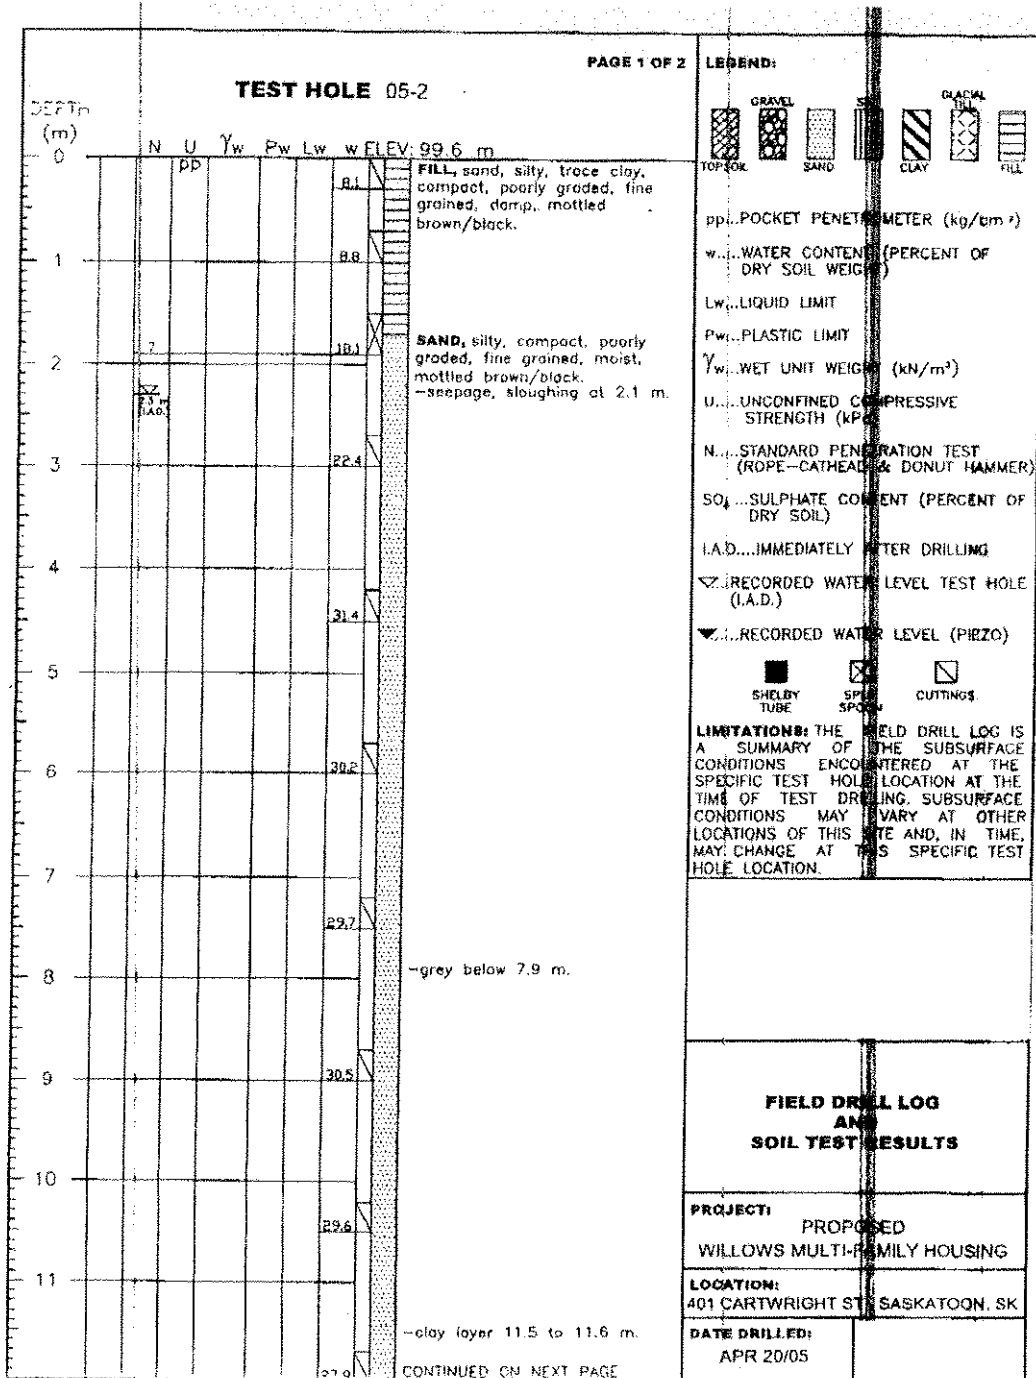 PAGE 1 OF 2
TEST HOLE 05-2
DEPTH
(m)
N U γw Pw Lw w ELEV: 99.6 m
pp
0
8.1
FILL, sand, silty, trace clay,
compact, poorly graded, fine
grained, damp, mottled
brown/black.
8.8
1
7
18.1
SAND, silty, compact, poorly
graded, fine grained, moist,
mottled brown/black.
-seepage, sloughing at 2.1 m.
2
2.3 m
I.A.D.
22.4
3
4
31.4
5
30.2
6
7
29.7
-grey below 7.9 m.
8
30.5
9
10
29.6
11
-clay layer 11.5 to 11.6 m.
27.9
CONTINUED ON NEXT PAGE
LEGEND:
TOPSOIL
GRAVEL
SAND
CLAY
GLACIAL
TILL
FILL
pp...POCKET PENETROMETER (kg/cm²)
w....WATER CONTENT (PERCENT OF
DRY SOIL WEIGHT)
Lw...LIQUID LIMIT
Pw...PLASTIC LIMIT
γw...WET UNIT WEIGHT (kN/m³)
U....UNCONFINED COMPRESSIVE
STRENGTH (kPa)
N....STANDARD PENETRATION TEST
(ROPE-CATHEAD & DONUT HAMMER)
SO₄...SULPHATE CONTENT (PERCENT OF
DRY SOIL)
I.A.D....IMMEDIATELY AFTER DRILLING
RECORDED WATER LEVEL TEST HOLE
(I.A.D.)
RECORDED WATER LEVEL (PIEZO)
SHELBY
TUBE
SPLIT
SPOON
CUTTINGS
LIMITATIONS: THE FIELD DRILL LOG IS
A SUMMARY OF THE SUBSURFACE
CONDITIONS ENCOUNTERED AT THE
SPECIFIC TEST HOLE LOCATION AT THE
TIME OF TEST DRILLING. SUBSURFACE
CONDITIONS MAY VARY AT OTHER
LOCATIONS OF THIS SITE AND, IN TIME,
MAY CHANGE AT THIS SPECIFIC TEST
HOLE LOCATION.
FIELD DRILL LOG
AND
SOIL TEST RESULTS
PROJECT:
PROPOSED
WILLOWS MULTI-FAMILY HOUSING
LOCATION:
401 CARTWRIGHT ST. SASKATOON, SK
DATE DRILLED:
APR 20/05